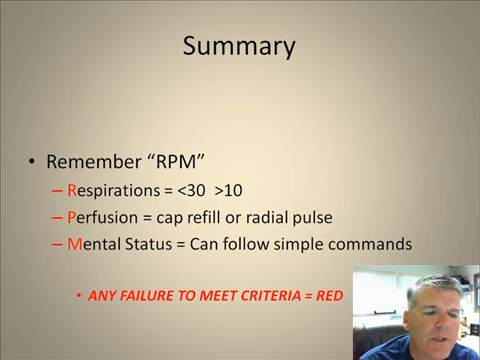 Summary
• Remember “RPM”
– Respirations = <30 >10
– Perfusion = cap refill or radial pulse
– Mental Status = Can follow simple commands
• ANY FAILURE TO MEET CRITERIA = RED